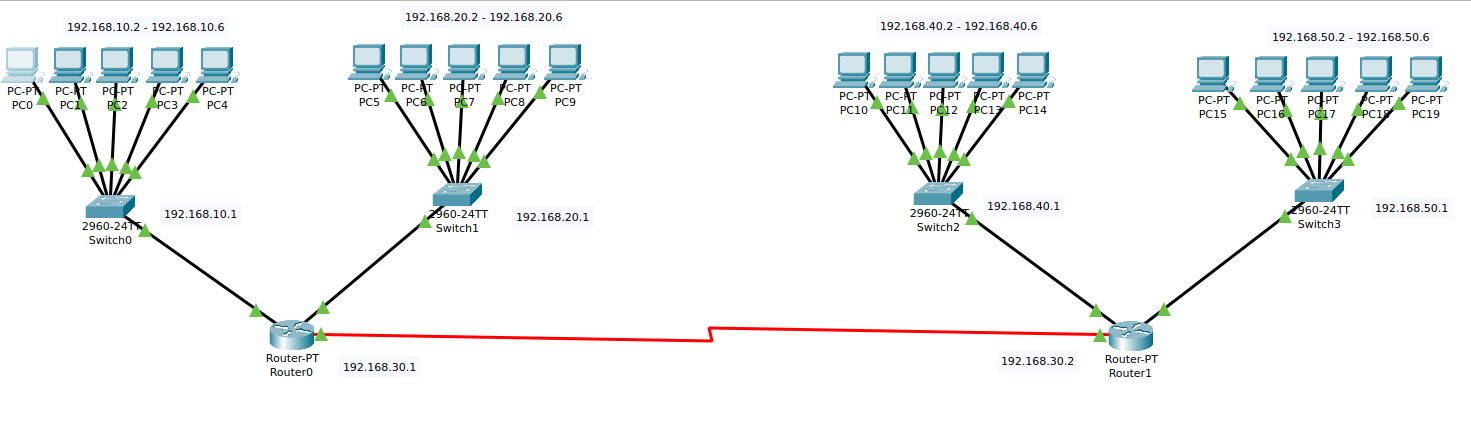 192.168.10.2 - 192.168.10.6
192.168.20.2 - 192.168.20.6
192.168.40.2 - 192.168.40.6
192.168.50.2 - 192.168.50.6
PC-PT
PC0
PC-PT
PC1
PC-PT
PC2
PC-PT
PC3
PC-PT
PC4
PC-PT
PC5
PC-PT
PC6
PC-PT
PC7
PC-PT
PC8
PC-PT
PC9
PC-PT
PC10
PC-PT
PC11
PC-PT
PC12
PC-PT
PC13
PC-PT
PC14
PC-PT
PC15
PC-PT
PC16
PC-PT
PC17
PC-PT
PC18
PC-PT
PC19
2960-24TT
Switch0
192.168.10.1
2960-24TT
Switch1
192.168.20.1
2960-24TT
Switch2
192.168.40.1
2960-24TT
Switch3
192.168.50.1
Router-PT
Router0
192.168.30.1
192.168.30.2
Router-PT
Router1